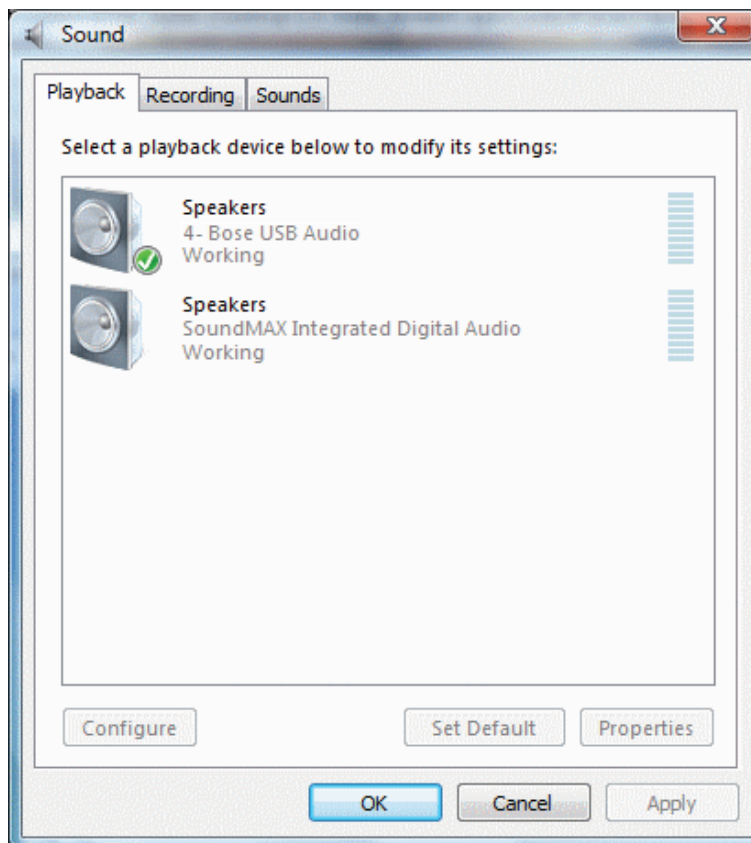 Sound
Playback Recording Sounds
Select a playback device below to modify its settings:
Speakers
4- Bose USB Audio
Working
Speakers
SoundMAX Integrated Digital Audio
Working
Configure Set Default Properties
OK Cancel Apply